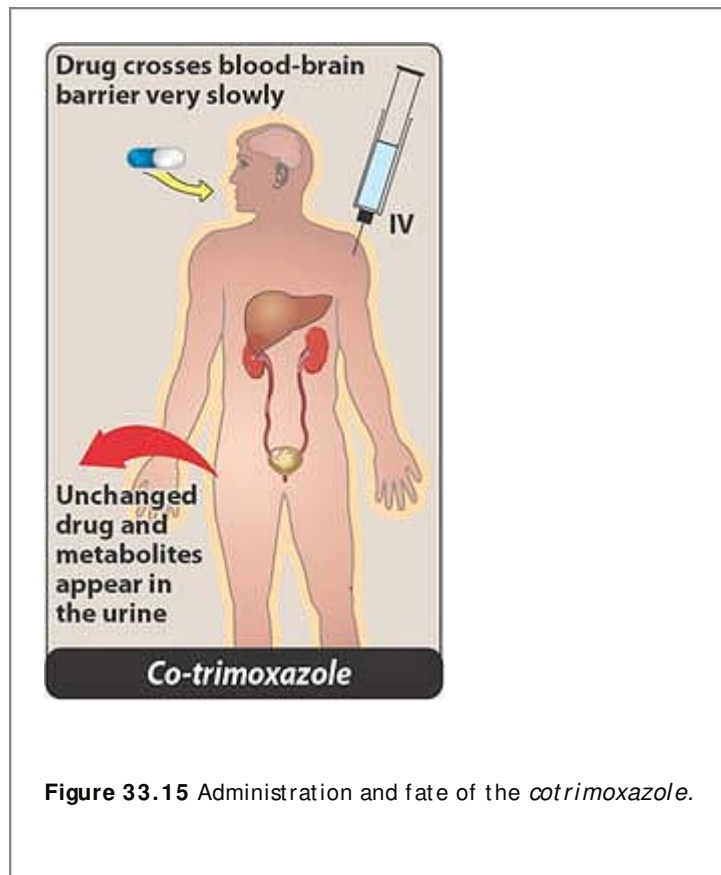 Drug crosses blood-brain
barrier very slowly
IV
Unchanged
drug and
metabolites
appear in
the urine
Co-trimoxazole
Figure 33.15 Administration and fate of the cotrimoxazole.